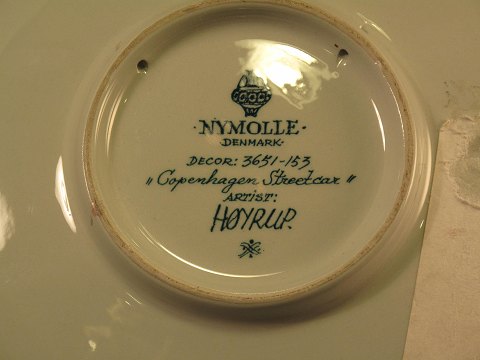 · NYMOLLE ·
DENMARK·
DECOR: 3651-153
„Copenhagen Streetcar"
ARTIST:
HØYRUP.